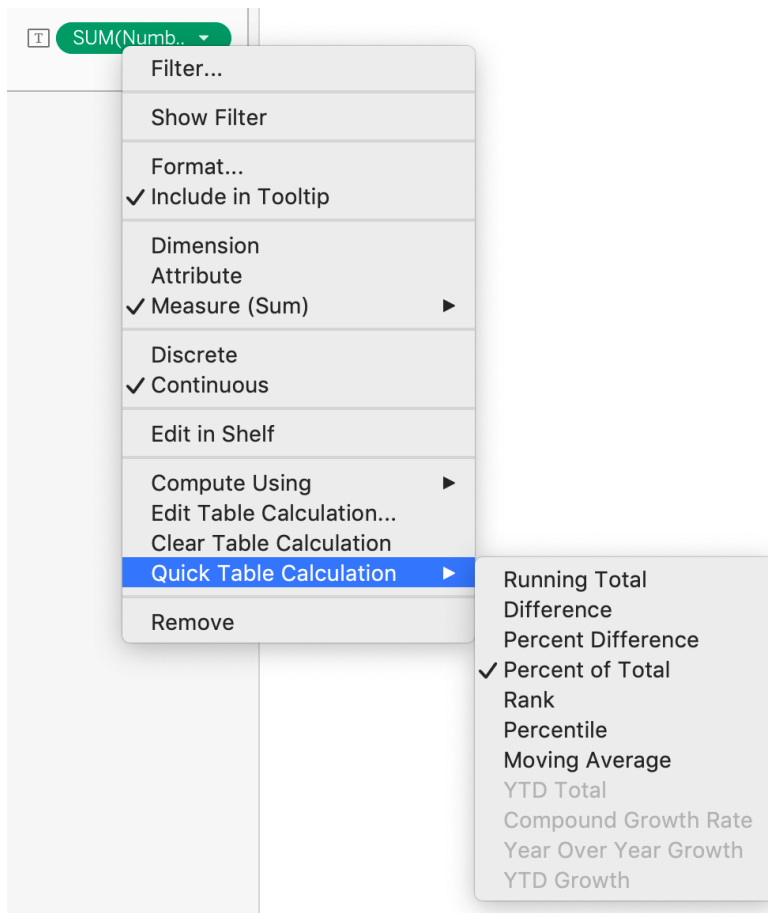 T SUM(Numb..
Filter...
Show Filter
Format...
Include in Tooltip
Dimension
Attribute
Measure (Sum)
Discrete
Continuous
Edit in Shelf
Compute Using
Edit Table Calculation...
Clear Table Calculation
Quick Table Calculation
Remove
Running Total
Difference
Percent Difference
Percent of Total
Rank
Percentile
Moving Average
YTD Total
Compound Growth Rate
Year Over Year Growth
YTD Growth